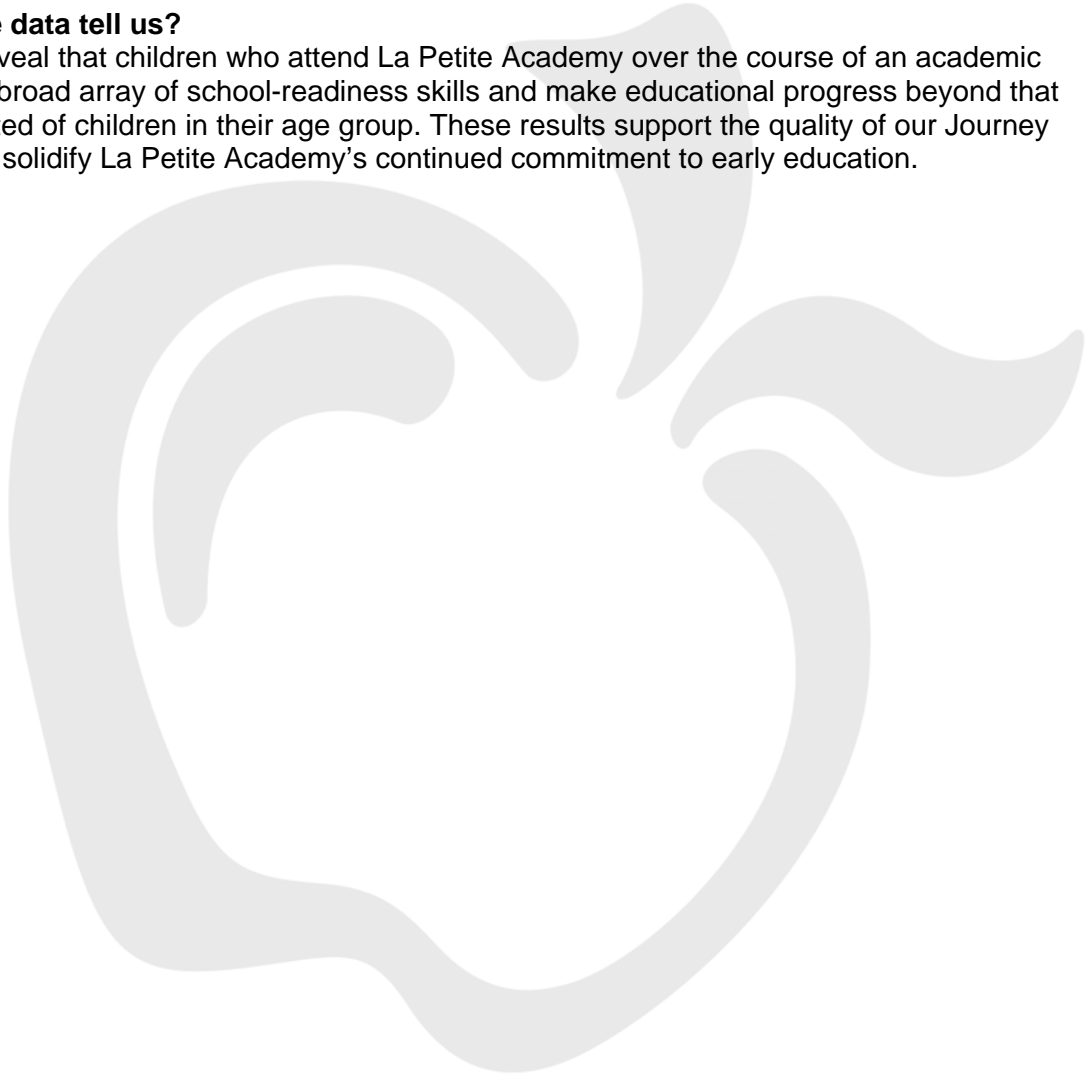 data tell us?
veal that children who attend La Petite Academy over the course of an academic
broad array of school-readiness skills and make educational progress beyond that
ted of children in their age group. These results support the quality of our Journey
solidify La Petite Academy’s continued commitment to early education.